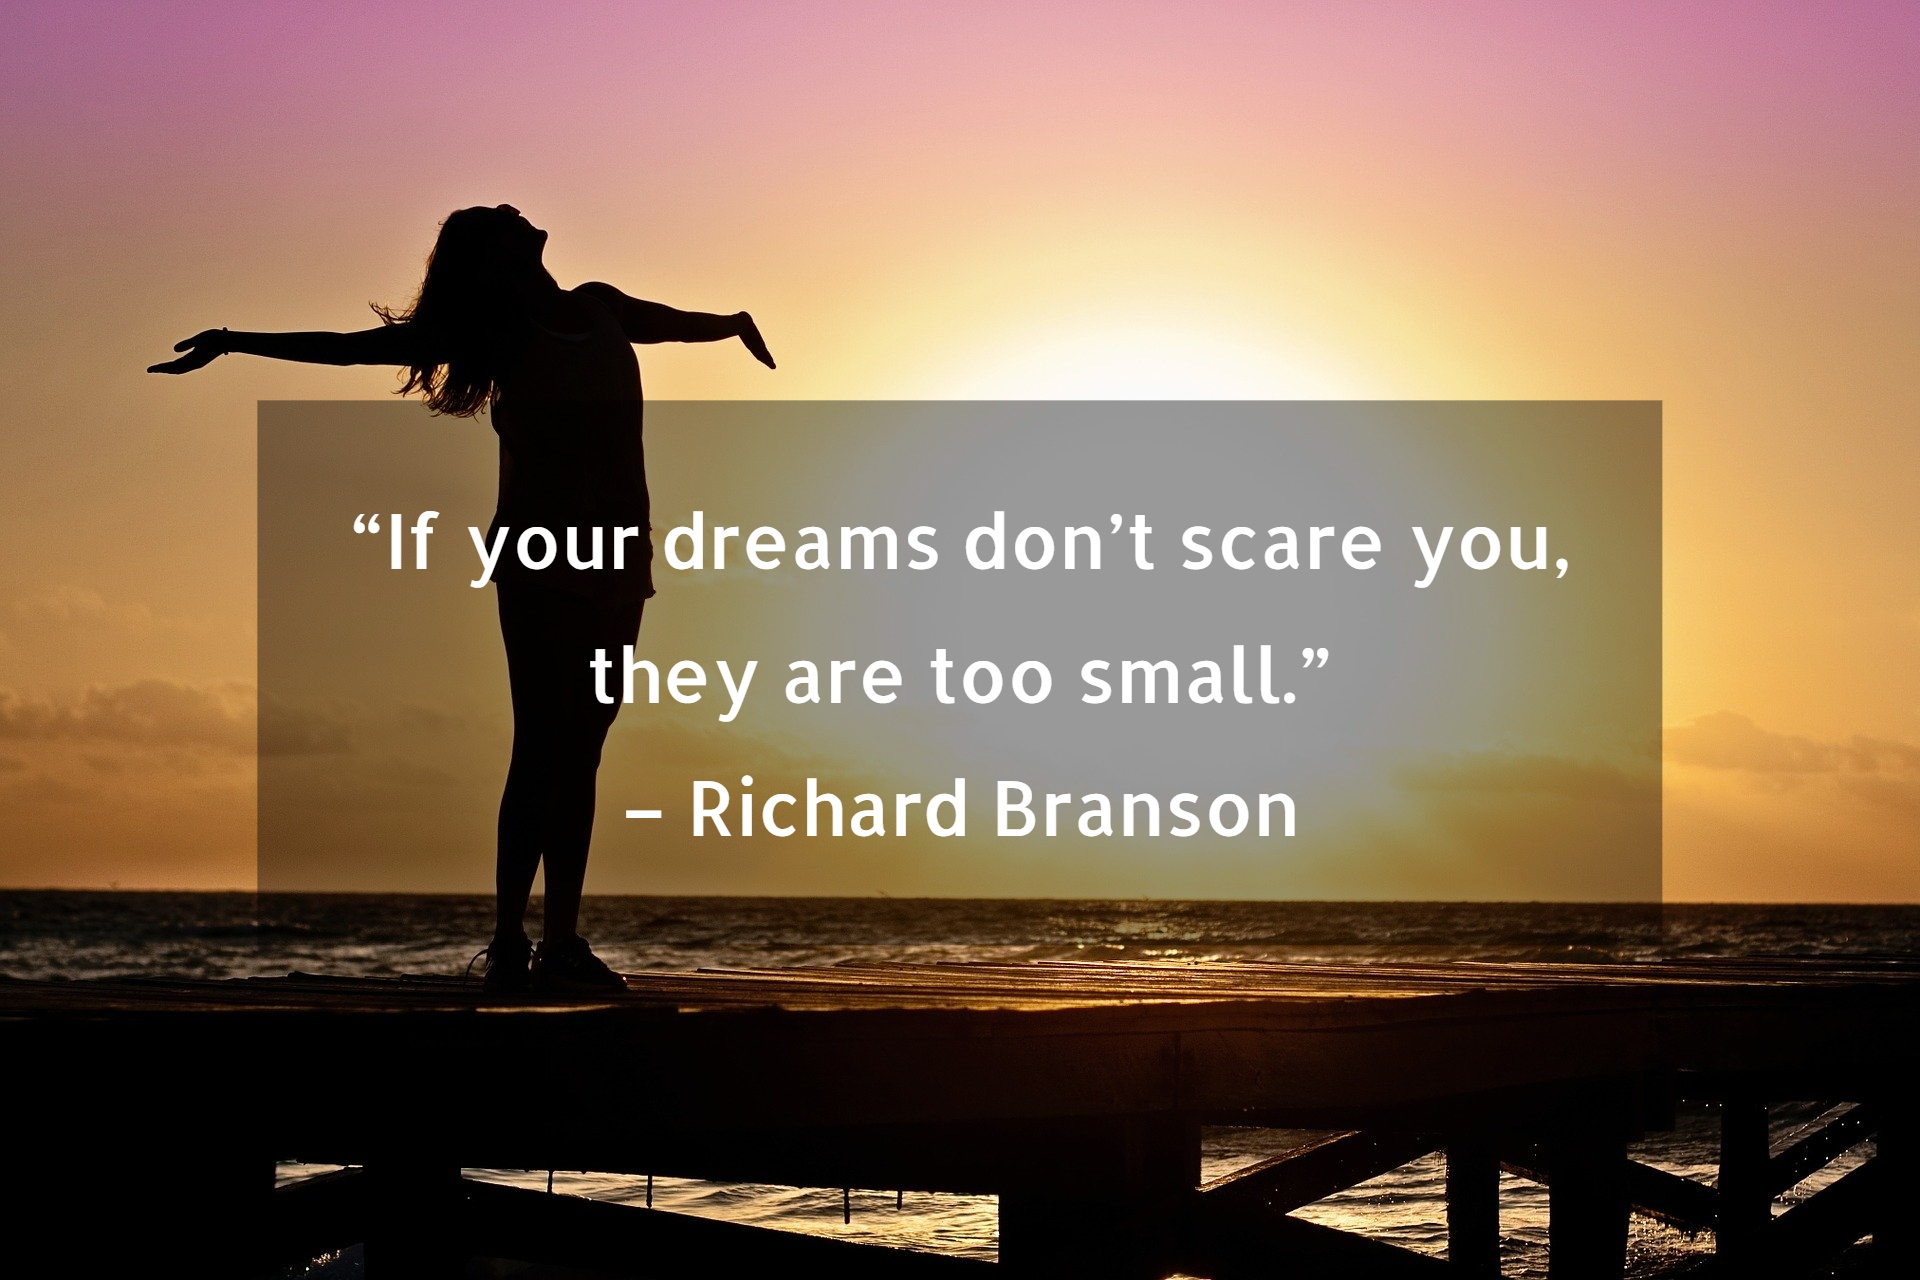 “If your dreams don’t scare you,
they are too small.”
– Richard Branson